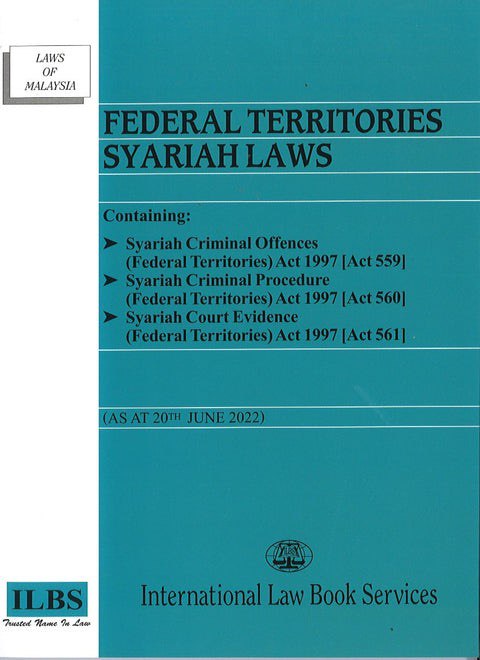 LAWS
OF
MALAYSIA
FEDERAL TERRITORIES
SYARIAH LAWS
Containing:
➤ Syariah Criminal Offences
(Federal Territories) Act 1997 [Act 559]
➤ Syariah Criminal Procedure
(Federal Territories) Act 1997 [Act 560]
➤ Syariah Court Evidence
(Federal Territories) Act 1997 [Act 561]
(AS AT 20TH JUNE 2022)
International Law Book Services
ILBS
Trusted Name In Law